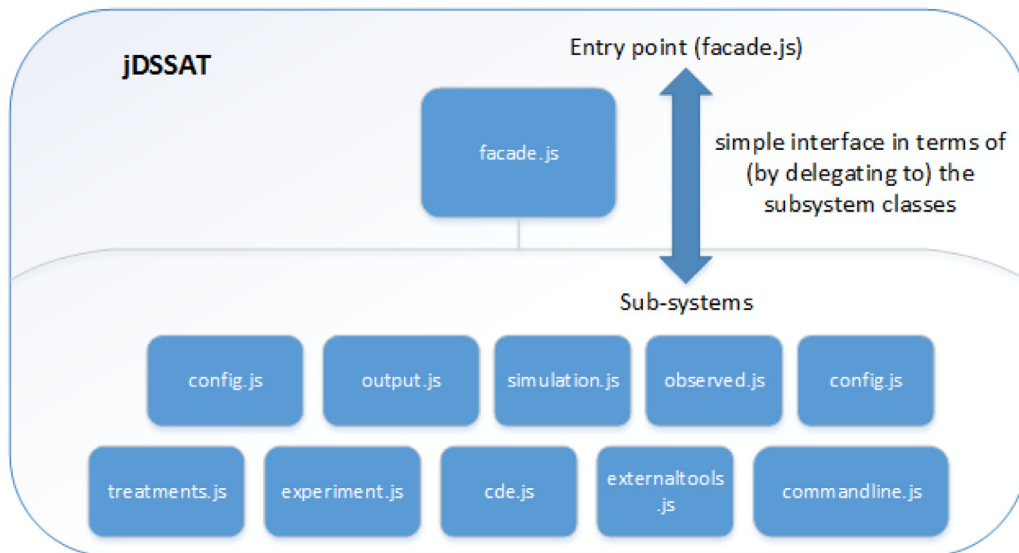 jDSSAT
Entry point (facade.js)
facade.js
simple interface in terms of
(by delegating to) the
subsystem classes
Sub-systems
config.js
output.js
simulation.js
observed.js
config.js
treatments.js
experiment.js
cde.js
externaltools
.js
commandline.js